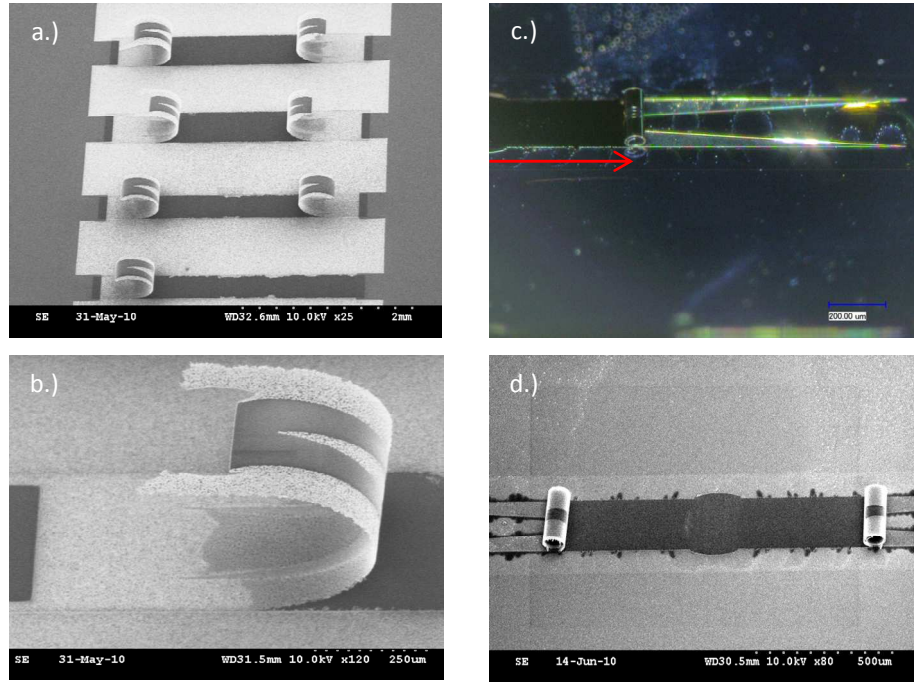 a.)
SE 31-May-10 WD32.6mm 10.0kV x25 2mm
b.)
SE 31-May-10 WD31.5mm 10.0kV x120 250um
c.)
200.00 um
d.)
SE 14-Jun-10 WD30.5mm 10.0kV x80 500um